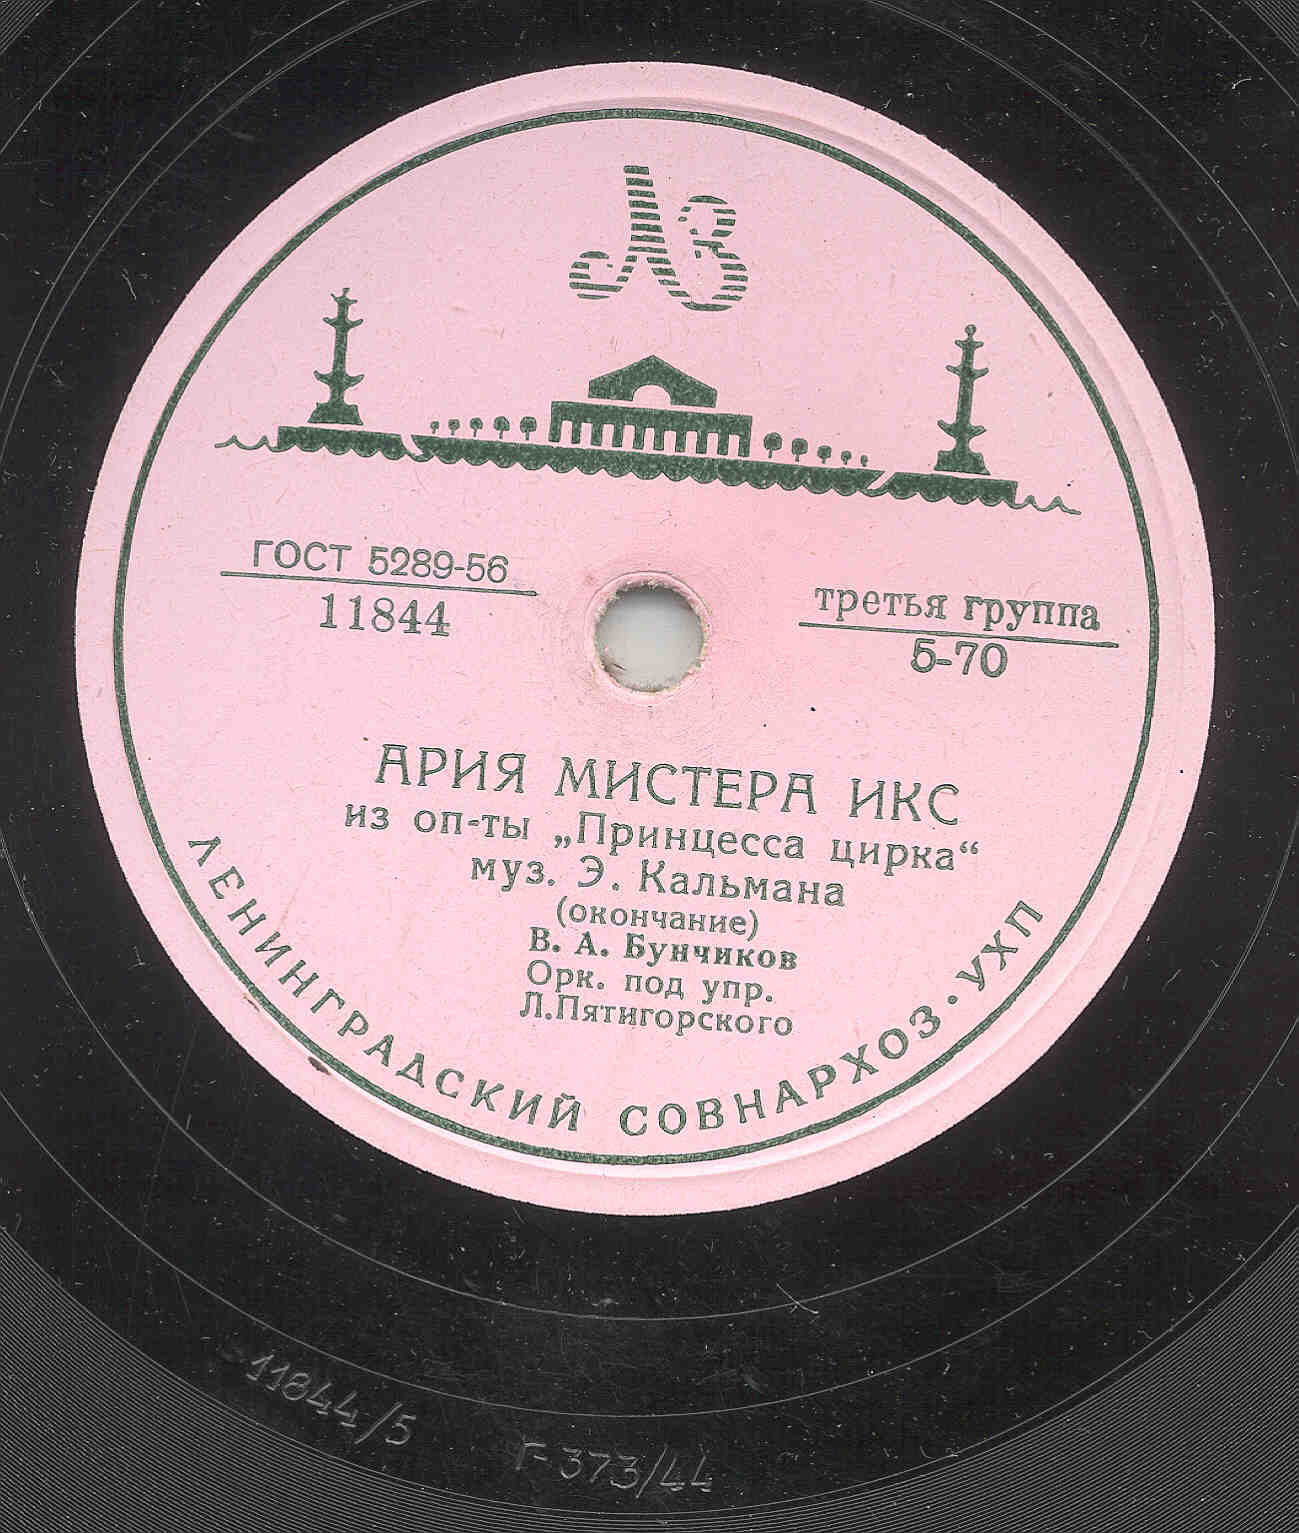 ЛЗ
ГОСТ 5289-56
11844
третья группа
5-70
АРИЯ МИСТЕРА ИКС
из оп-ты „Принцесса цирка“
муз. Э. Кальмана
(окончание)
В. А. Бунчиков
Орк. под упр.
Л.Пятигорского
ЛЕНИНГРАДСКИЙ СОВНАРХОЗ·УХП
11844/5
Г-373/44